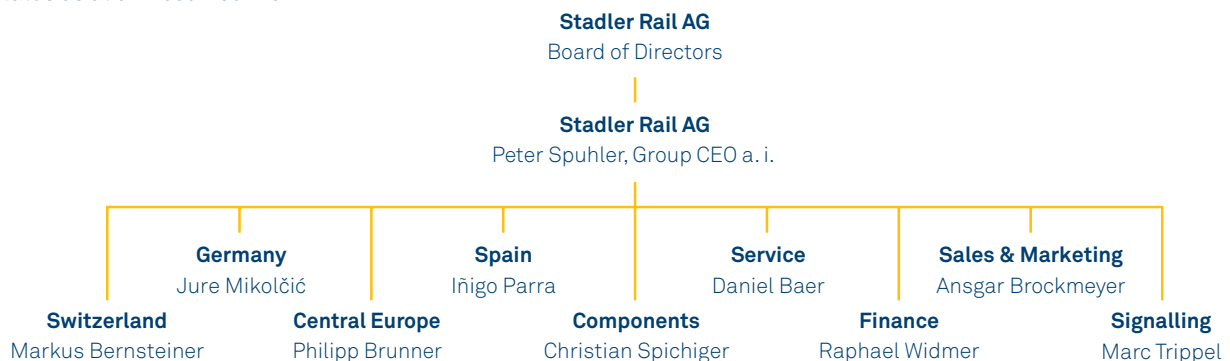 Stadler Rail AG
Board of Directors
Stadler Rail AG
Peter Spuhler, Group CEO a. i.
Germany
Jure Mikolčić
Spain
Iñigo Parra
Service
Daniel Baer
Sales & Marketing
Ansgar Brockmeyer
Switzerland
Markus Bernsteiner
Central Europe
Philipp Brunner
Components
Christian Spichiger
Finance
Raphael Widmer
Signalling
Marc Trippel